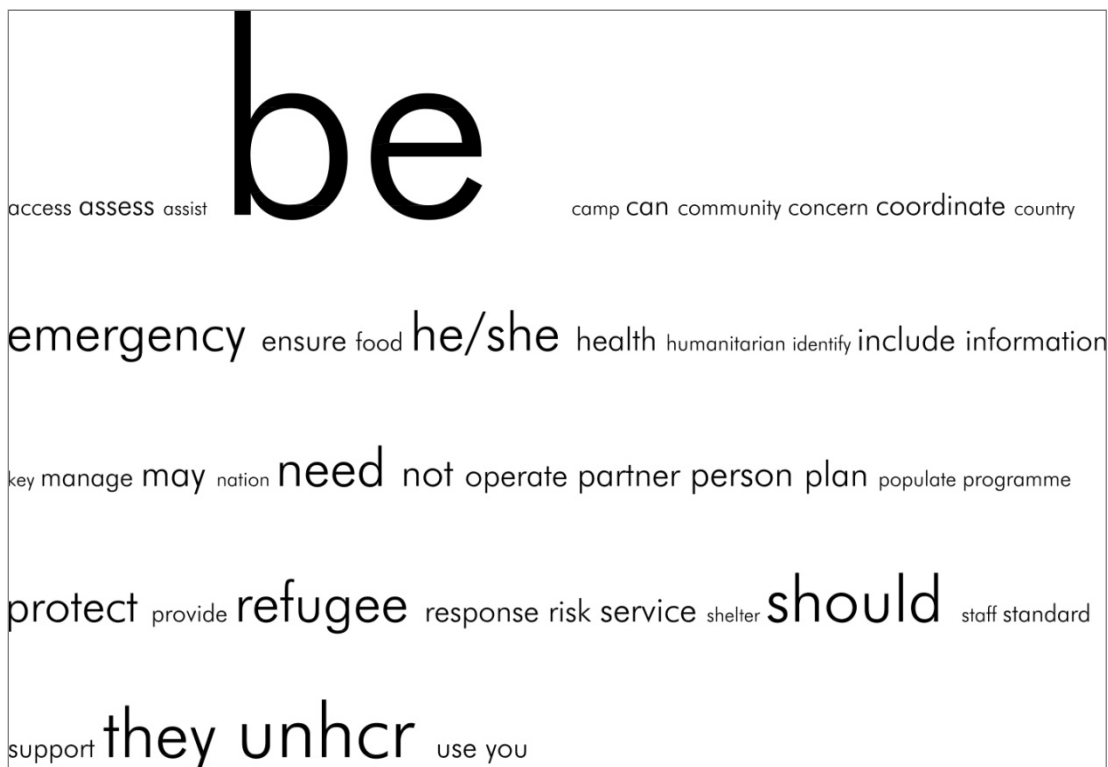 access assess assist be camp can community concern coordinate country
emergency ensure food he/she health humanitarian identify include information
key manage may nation need not operate partner person plan populate programme
protect provide refugee response risk service shelter should staff standard
support they unhcr use you